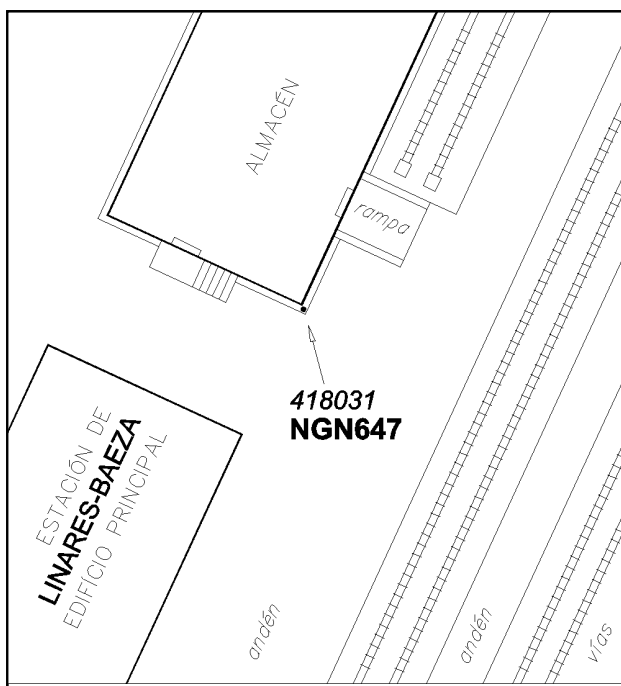 ALMACÉN
rampa
418031
NGN647
ESTACIÓN DE
LINARES-BAEZA
EDIFICIO PRINCIPAL
andén
andén
vías